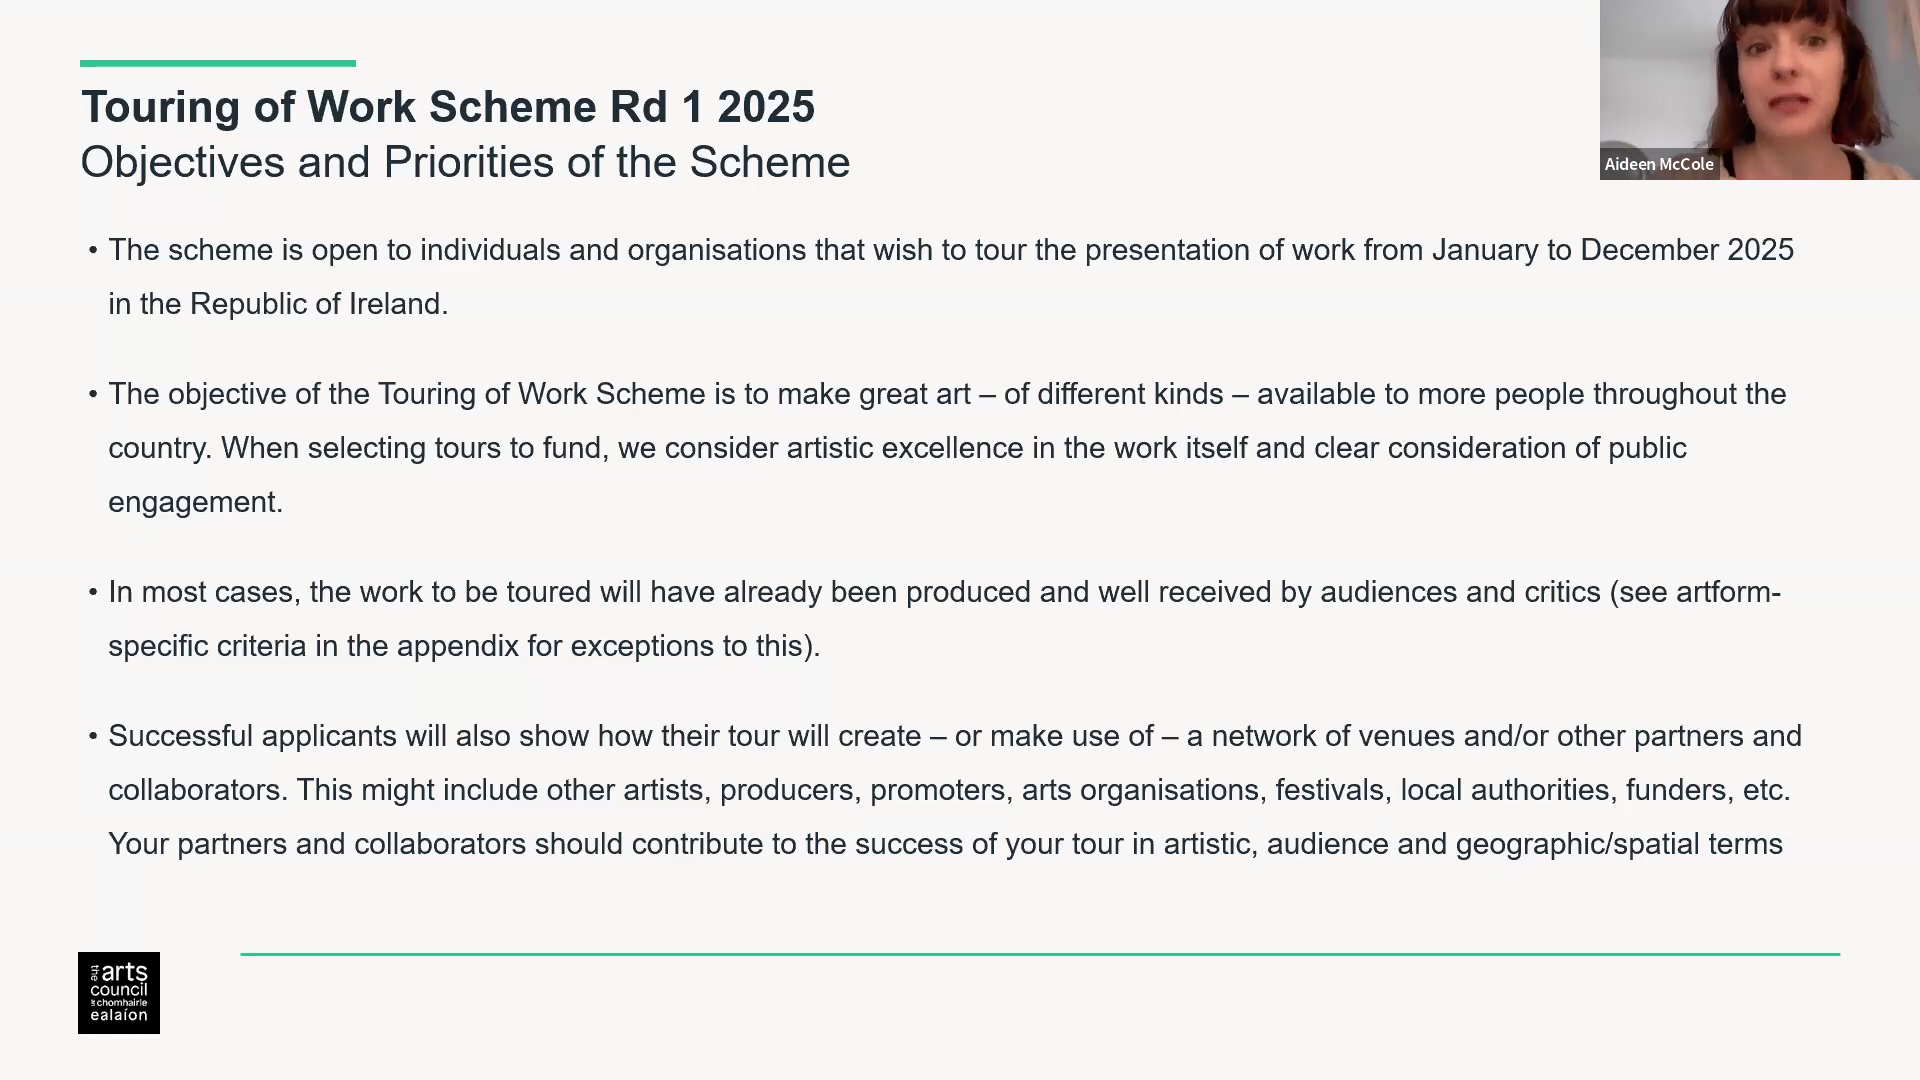 Touring of Work Scheme Rd 1 2025
Objectives and Priorities of the Scheme
Aideen McCole
• The scheme is open to individuals and organisations that wish to tour the presentation of work from January to December 2025
in the Republic of Ireland.
• The objective of the Touring of Work Scheme is to make great art – of different kinds – available to more people throughout the
country. When selecting tours to fund, we consider artistic excellence in the work itself and clear consideration of public
engagement.
• In most cases, the work to be toured will have already been produced and well received by audiences and critics (see artform-
specific criteria in the appendix for exceptions to this).
• Successful applicants will also show how their tour will create – or make use of – a network of venues and/or other partners and
collaborators. This might include other artists, producers, promoters, arts organisations, festivals, local authorities, funders, etc.
Your partners and collaborators should contribute to the success of your tour in artistic, audience and geographic/spatial terms
the arts
council
chomhairle
ealaíon